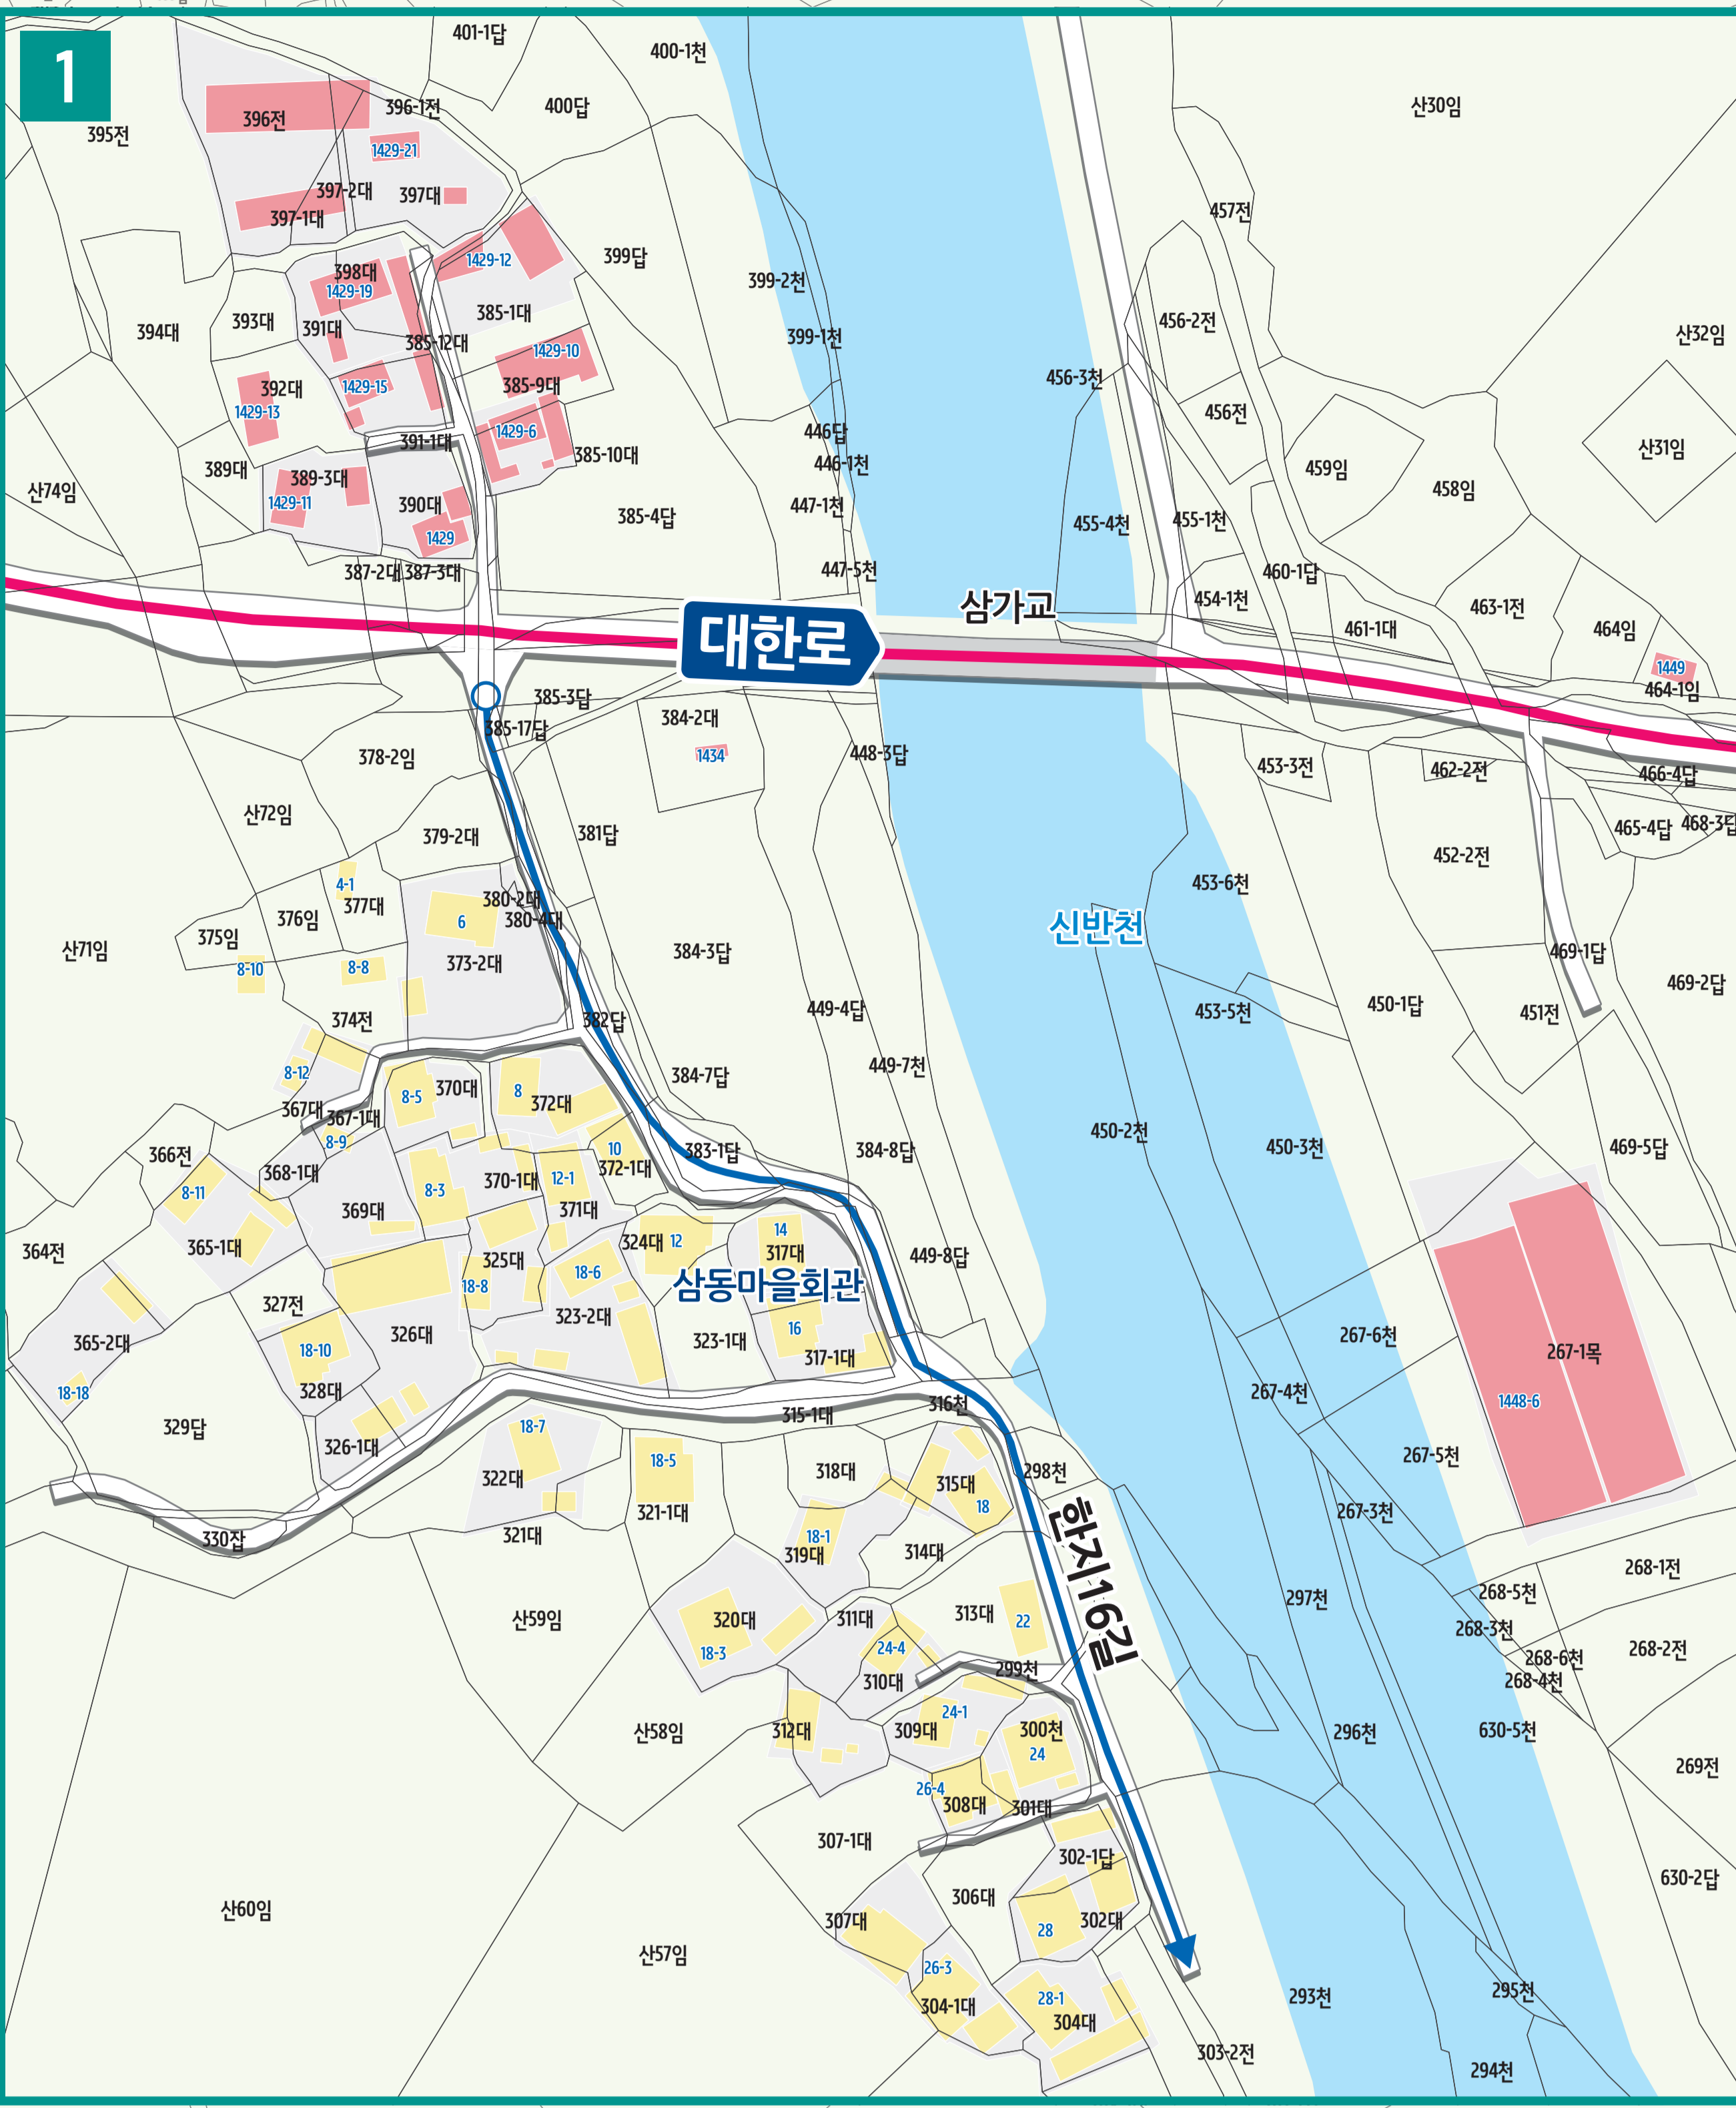 1
401-1답
400-1천
396전
396-1전
400답
산30임
395전
1429-21
397-2대
397대
397-1대
457전
1429-12
399답
398대
1429-19
399-2천
385-1대
394대
393대
391대
385-12대
399-1천
456-2전
산32임
1429-10
385-9대
392대
1429-15
456-3천
1429-13
456전
1429-6
446답
391-1대
385-10대
산31임
389대
389-3대
446-1천
459임
458임
산74임
1429-11
390대
447-1천
385-4답
455-4천
455-1천
1429
387-2대
387-3대
447-5천
460-1답
삼가교
454-1천
463-1전
461-1대
464임
대한로
1449
464-1임
385-3답
384-2대
385-17답
378-2임
1434
448-3답
453-3전
462-2전
466-4답
산72임
379-2대
381답
465-4답
468-3답
452-2전
4-1
377대
380-2대
453-6천
376임
6
380-4대
신반천
375임
산71임
8-10
8-8
373-2대
384-3답
469-1답
469-2답
374전
382답
449-4답
453-5천
450-1답
451전
8-12
384-7답
449-7천
367대
367-1대
8-5
370대
8
372대
8-9
450-2천
450-3천
366전
10
383-1답
384-8답
469-5답
368-1대
372-1대
8-11
8-3
370-1대
12-1
369대
371대
365-1대
324대
12
14
317대
364전
325대
449-8답
18-8
18-6
삼동마을회관
327전
323-2대
326대
323-1대
16
267-6천
267-1목
365-2대
18-10
317-1대
18-18
328대
267-4천
1448-6
329답
315-1대
316천
326-1대
18-7
18-5
267-5천
322대
318대
315대
298천
18
321-1대
267-3천
330잡
321대
18-1
319대
314대
한지16길
268-1전
297천
268-5천
산59임
320대
311대
313대
22
268-3천
18-3
24-4
268-2전
268-6천
310대
299천
268-4천
산58임
312대
309대
24-1
300천
24
296천
630-5천
269전
26-4
308대
301대
307-1대
302-1답
630-2답
306대
산60임
307대
28
302대
산57임
26-3
304-1대
28-1
304대
293천
295천
303-2전
294천